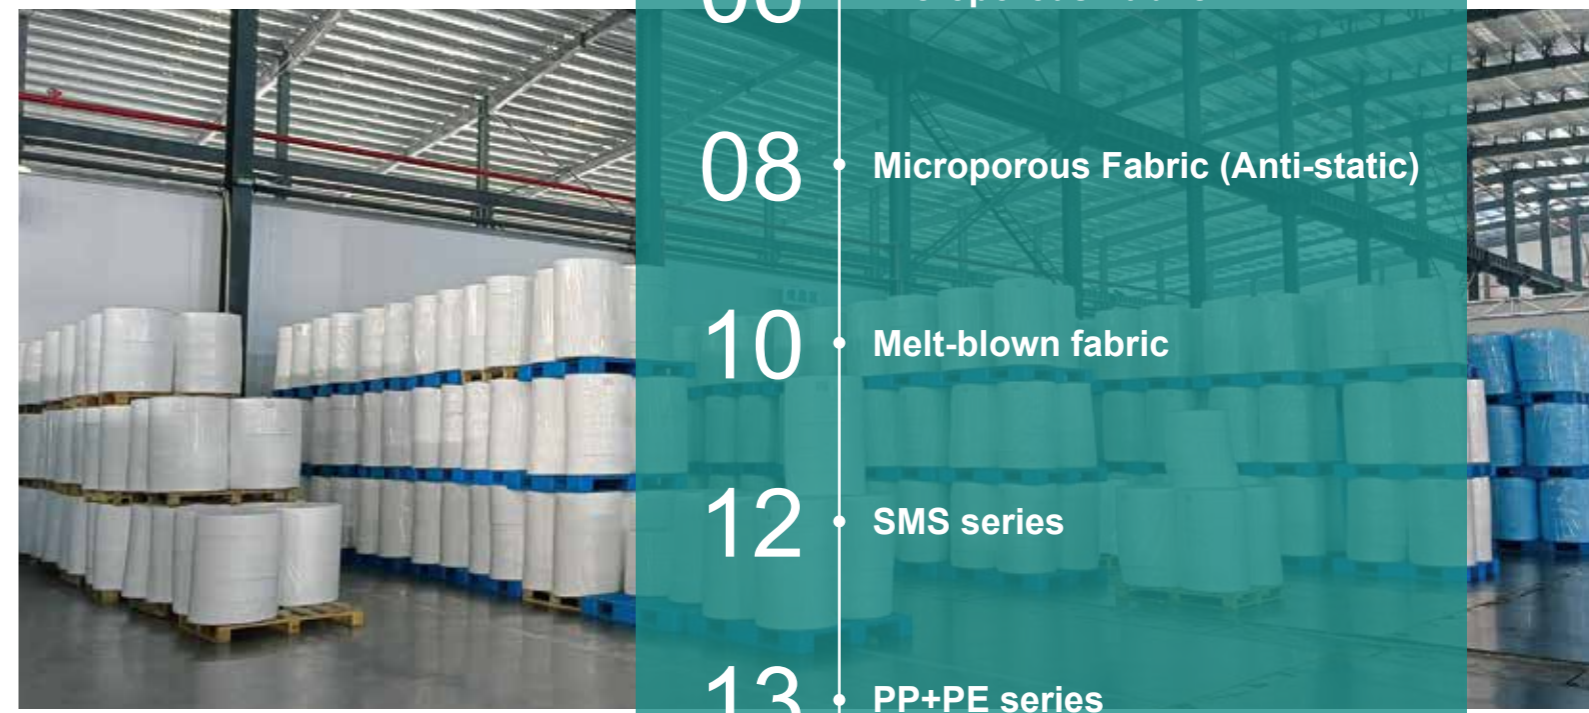 08
Microporous Fabric (Anti-static)
10
Melt-blown fabric
12
SMS series
13
PP+PE series